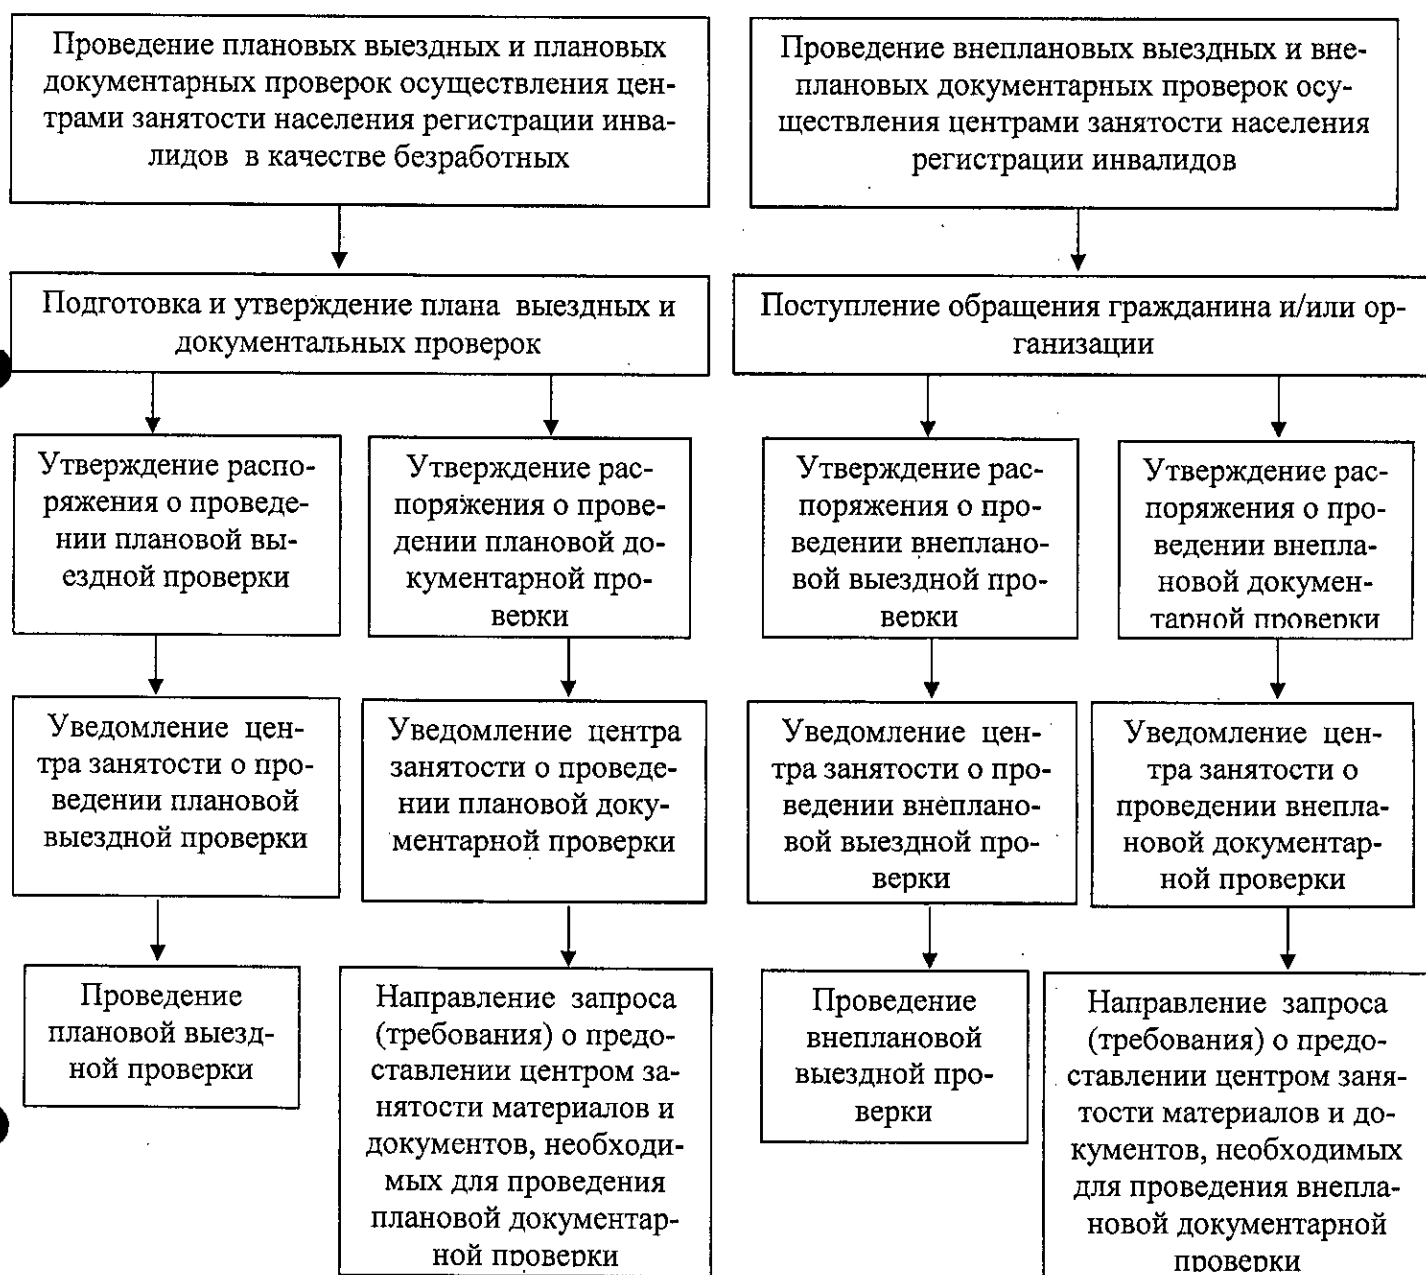 Проведение плановых выездных и плановых
документарных проверок осуществления цен-
трами занятости населения регистрации инва-
лидов в качестве безработных
Проведение внеплановых выездных и вне-
плановых документарных проверок осу-
ществления центрами занятости населения
регистрации инвалидов
Подготовка и утверждение плана выездных и
документальных проверок
Поступление обращения гражданина и/или ор-
ганизации
Утверждение распо-
ряжения о проведе-
нии плановой вы-
ездной проверки
Утверждение рас-
поряжения о прове-
дении плановой до-
кументарной про-
верки
Утверждение рас-
поряжения о про-
ведении внеплано-
вой выездной про-
верки
Утверждение рас-
поряжения о про-
ведении внепла-
новой докумен-
тарной проверки
Уведомление цен-
тра занятости о про-
ведении плановой
выездной проверки
Уведомление центра
занятости о проведе-
нии плановой доку-
ментарной проверки
Уведомление цен-
тра занятости о про-
ведении внеплано-
вой выездной про-
верки
Уведомление цен-
тра занятости о
проведении внепла-
новой документар-
ной проверки
Проведение
плановой выезд-
ной проверки
Направление запроса
(требования) о предо-
ставлении центром за-
нятости материалов и
документов, необходи-
мых для проведения
плановой документар-
ной проверки
Проведение
внеплановой
выездной про-
верки
Направление запроса
(требования) о предо-
ставлении центром заня-
тости материалов и до-
кументов, необходимых
для проведения внепла-
новой документарной
проверки